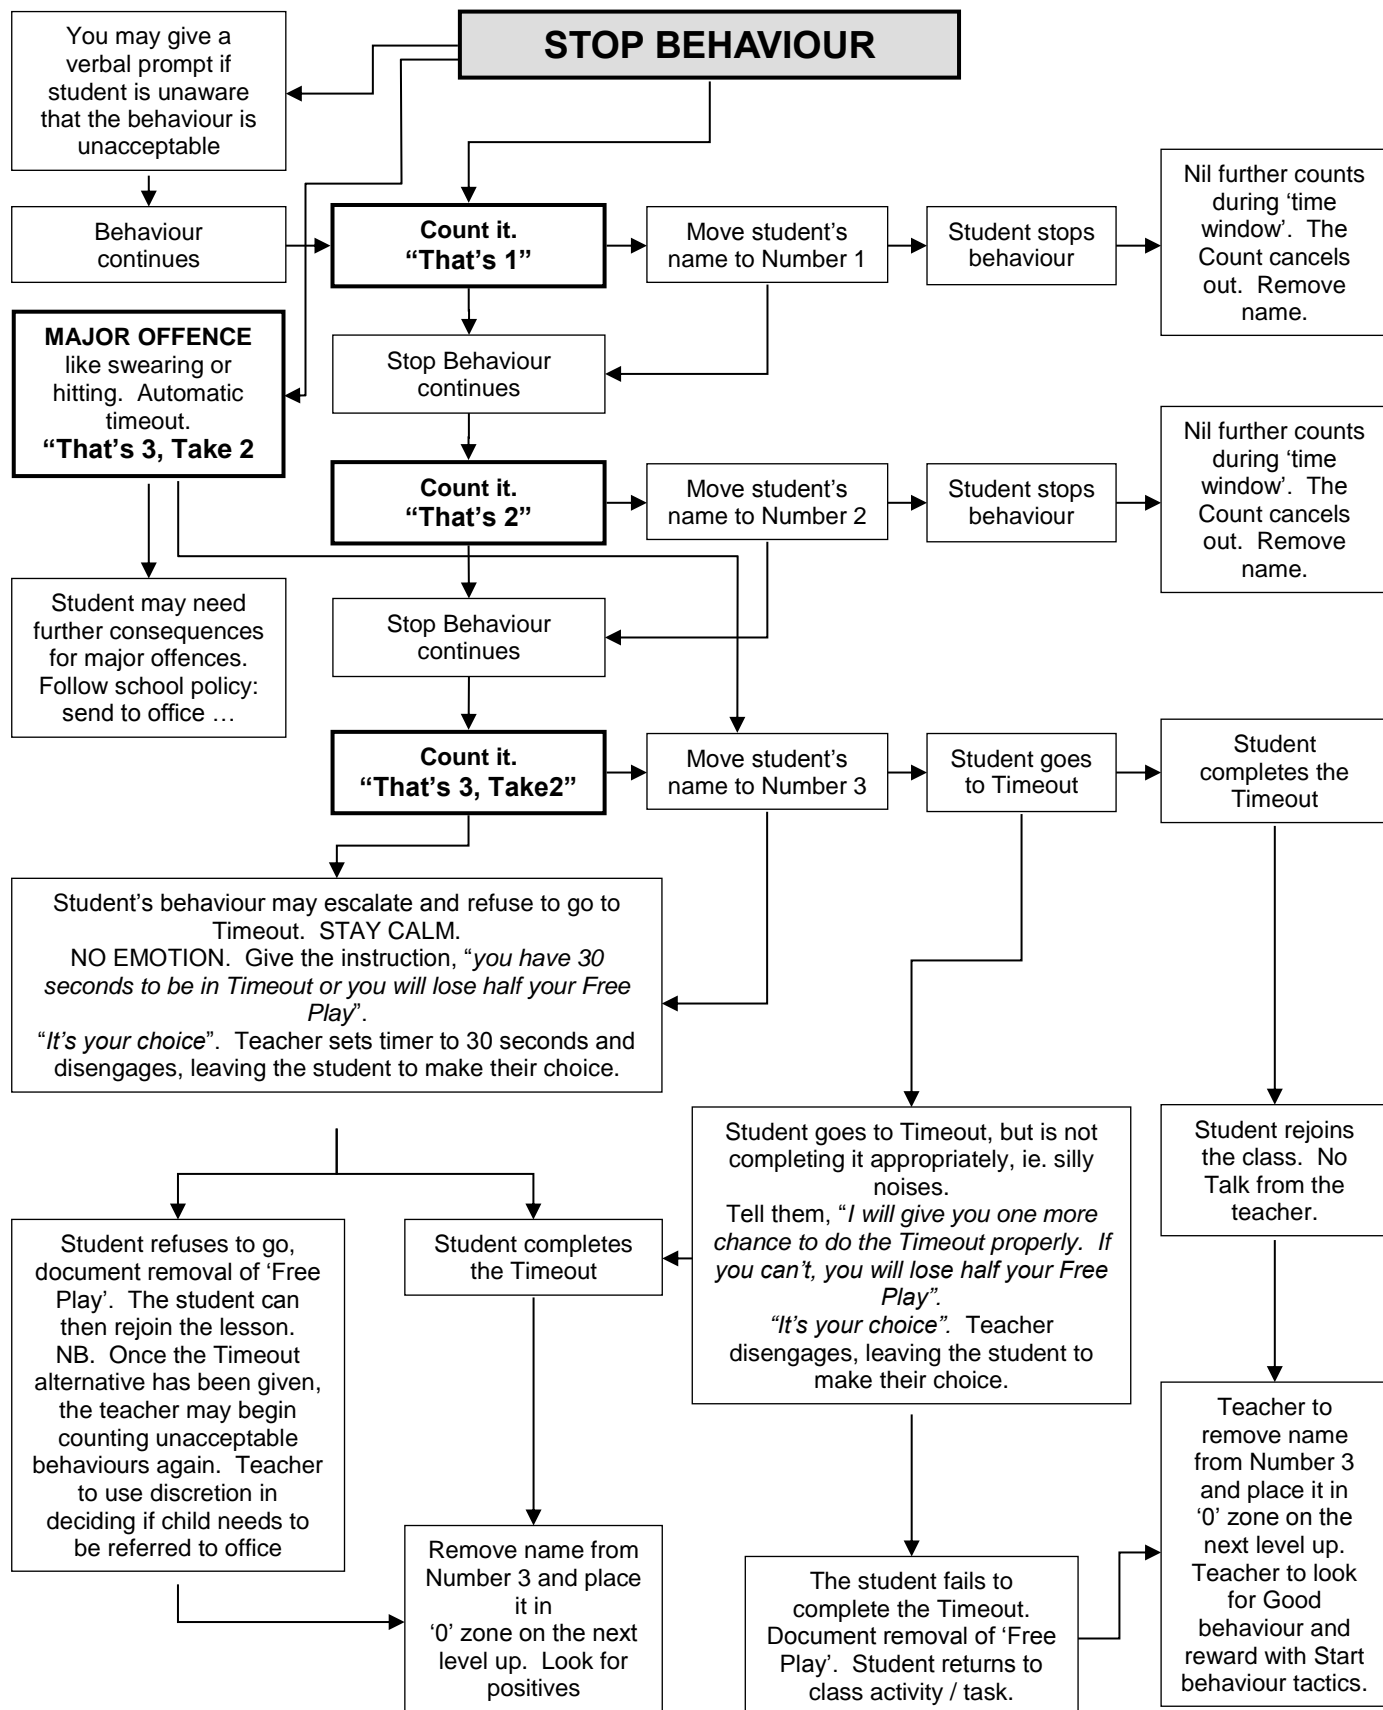 STOP BEHAVIOUR
You may give a
verbal prompt if
student is unaware
that the behaviour is
unacceptable
Behaviour
continues
Count it.
“That’s 1”
Move student’s
name to Number 1
Student stops
behaviour
Nil further counts
during ‘time
window’.  The
Count cancels
out.  Remove
name.
MAJOR OFFENCE
like swearing or
hitting.  Automatic
timeout.
“That’s 3, Take 2
Stop Behaviour
continues
Count it.
“That’s 2”
Move student’s
name to Number 2
Student stops
behaviour
Nil further counts
during ‘time
window’.  The
Count cancels
out.  Remove
name.
Student may need
further consequences
for major offences.
Follow school policy:
send to office …
Stop Behaviour
continues
Count it.
“That’s 3, Take2”
Move student’s
name to Number 3
Student goes
to Timeout
Student
completes the
Timeout
Student’s behaviour may escalate and refuse to go to
Timeout.  STAY CALM.
NO EMOTION.  Give the instruction, “you have 30
seconds to be in Timeout or you will lose half your Free
Play”.
“It’s your choice”.  Teacher sets timer to 30 seconds and
disengages, leaving the student to make their choice.
Student refuses to go,
document removal of ‘Free
Play’.  The student can
then rejoin the lesson.
NB.  Once the Timeout
alternative has been given,
the teacher may begin
counting unacceptable
behaviours again.  Teacher
to use discretion in
deciding if child needs to
be referred to office
Student completes
the Timeout
Student goes to Timeout, but is not
completing it appropriately, ie. silly
noises.
Tell them, “I will give you one more
chance to do the Timeout properly.  If
you can’t, you will lose half your Free
Play”.
“It’s your choice”.  Teacher
disengages, leaving the student to
make their choice.
Student rejoins
the class.  No
Talk from the
teacher.
Remove name from
Number 3 and place
it in
‘0’ zone on the next
level up.  Look for
positives
The student fails to
complete the Timeout.
Document removal of ‘Free
Play’.  Student returns to
class activity / task.
Teacher to
remove name
from Number 3
and place it in
‘0’ zone on the
next level up.
Teacher to look
for Good
behaviour and
reward with Start
behaviour tactics.